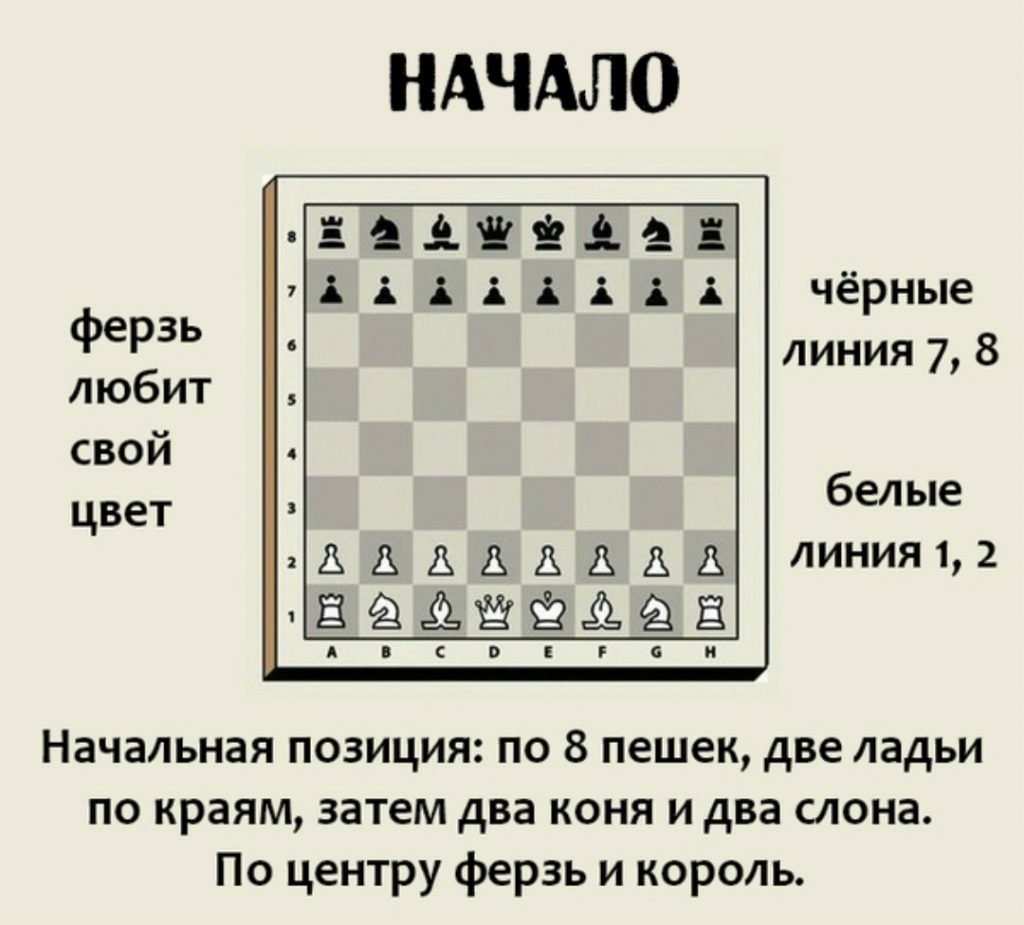 НАЧАЛО
ферзь
любит
свой
цвет
8
7
6
5
4
3
2
1
A B C D E F G H
чёрные
линия 7, 8
белые
линия 1, 2
Начальная позиция: по 8 пешек, две ладьи
по краям, затем два коня и два слона.
По центру ферзь и король.